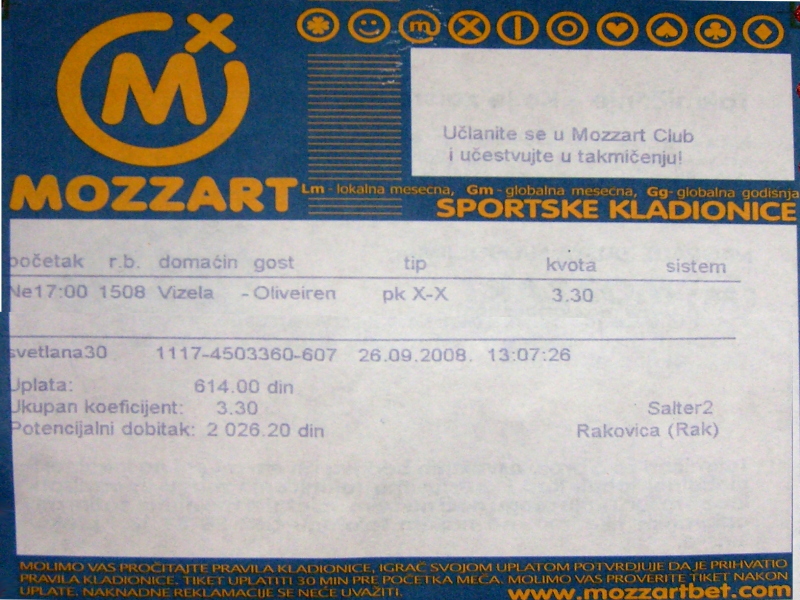 MOZZART
Učlanite se u Mozzart Club
i učestvujte u takmičenju!
Lm - lokalna mesecna, Gm - globalna mesecna, Gg - globalna godisnja
SPORTSKE KLADIONICE
početak r.b. domaćin gost tip kvota sistem
Ne17:00 1508 Vizela - Oliveiren pk X-X 3.30
svetlana30 1117-4503360-607 26.09.2008. 13:07:26
Uplata: 614.00 din
Ukupan koeficijent: 3.30 Salter2
Potencijalni dobitak: 2 026.20 din Rakovica (Rak)
MOLIMO VAS PROČITAJTE PRAVILA KLADIONICE, IGRAČ SVOJOM UPLATOM POTVRDJUJE DA JE PRIHVATIO
PRAVILA KLADIONICE. TIKET UPLATITI 30 MIN PRE POČETKA MEČA. MOLIMO VAS PROVERITE TIKET NAKON
UPLATE. NAKNADNE REKLAMACIJE SE NEĆE UVAŽITI. www.mozzartbet.com